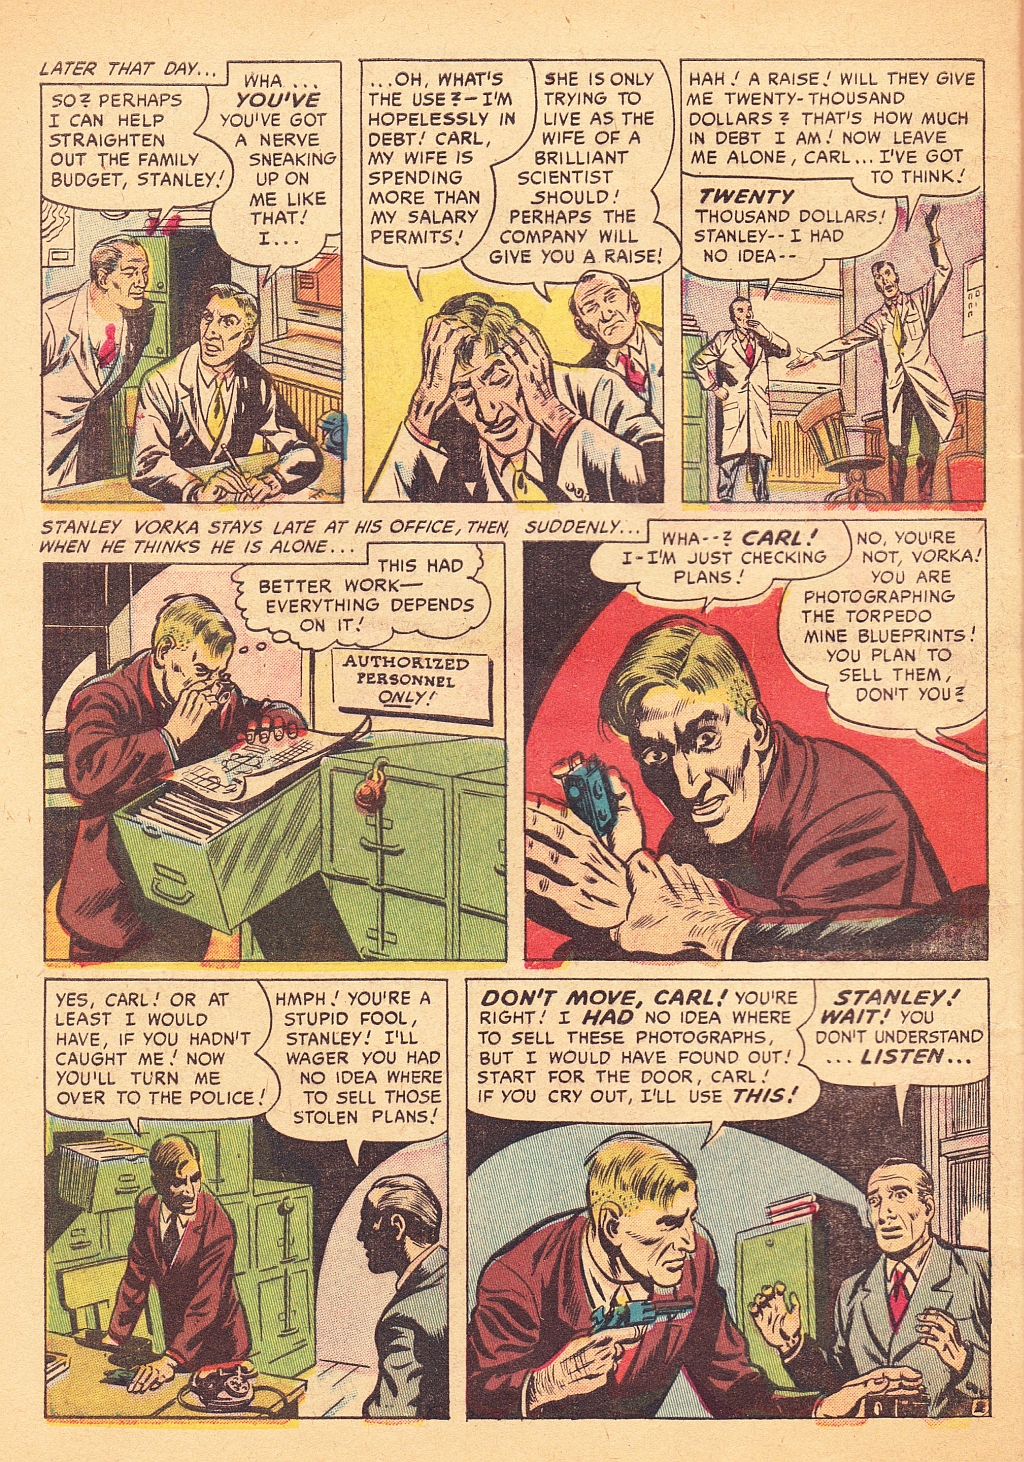 LATER THAT DAY...
SO? PERHAPS
I CAN HELP
STRAIGHTEN
OUT THE FAMILY
BUDGET, STANLEY!
WHA...
YOU'VE
YOU'VE GOT
A NERVE
SNEAKING
UP ON
ME LIKE
THAT!
I...
...OH, WHAT'S
THE USE?—I'M
HOPELESSLY IN
DEBT! CARL,
MY WIFE IS
SPENDING
MORE THAN
MY SALARY
PERMITS!
SHE IS ONLY
TRYING TO
LIVE AS THE
WIFE OF A
BRILLIANT
SCIENTIST
SHOULD!
PERHAPS THE
COMPANY WILL
GIVE YOU A RAISE!
HAH! A RAISE! WILL THEY GIVE
ME TWENTY-THOUSAND
DOLLARS? THAT'S HOW MUCH
IN DEBT I AM! NOW LEAVE
ME ALONE, CARL... I'VE GOT
TO THINK!
TWENTY
THOUSAND DOLLARS!
STANLEY--I HAD
NO IDEA--
STANLEY VORKA STAYS LATE AT HIS OFFICE, THEN,
WHEN HE THINKS HE IS ALONE...
THIS HAD
BETTER WORK—
EVERYTHING DEPENDS
ON IT!
AUTHORIZED
PERSONNEL
ONLY!
SUDDENLY...
WHA--? CARL!
I-I'M JUST CHECKING
PLANS!
NO, YOU'RE
NOT, VORKA!
YOU ARE
PHOTOGRAPHING
THE TORPEDO
MINE BLUEPRINTS!
YOU PLAN TO
SELL THEM,
DON'T YOU?
YES, CARL! OR AT
LEAST I WOULD
HAVE, IF YOU HADN'T
CAUGHT ME! NOW
YOU'LL TURN ME
OVER TO THE POLICE!
HMPH! YOU'RE A
STUPID FOOL,
STANLEY! I'LL
WAGER YOU HAD
NO IDEA WHERE
TO SELL THOSE
STOLEN PLANS!
DON'T MOVE, CARL! YOU'RE
RIGHT! I HAD NO IDEA WHERE
TO SELL THESE PHOTOGRAPHS,
BUT I WOULD HAVE FOUND OUT!
START FOR THE DOOR, CARL!
IF YOU CRY OUT, I'LL USE THIS!
STANLEY!
WAIT! YOU
DON'T UNDERSTAND
...LISTEN...